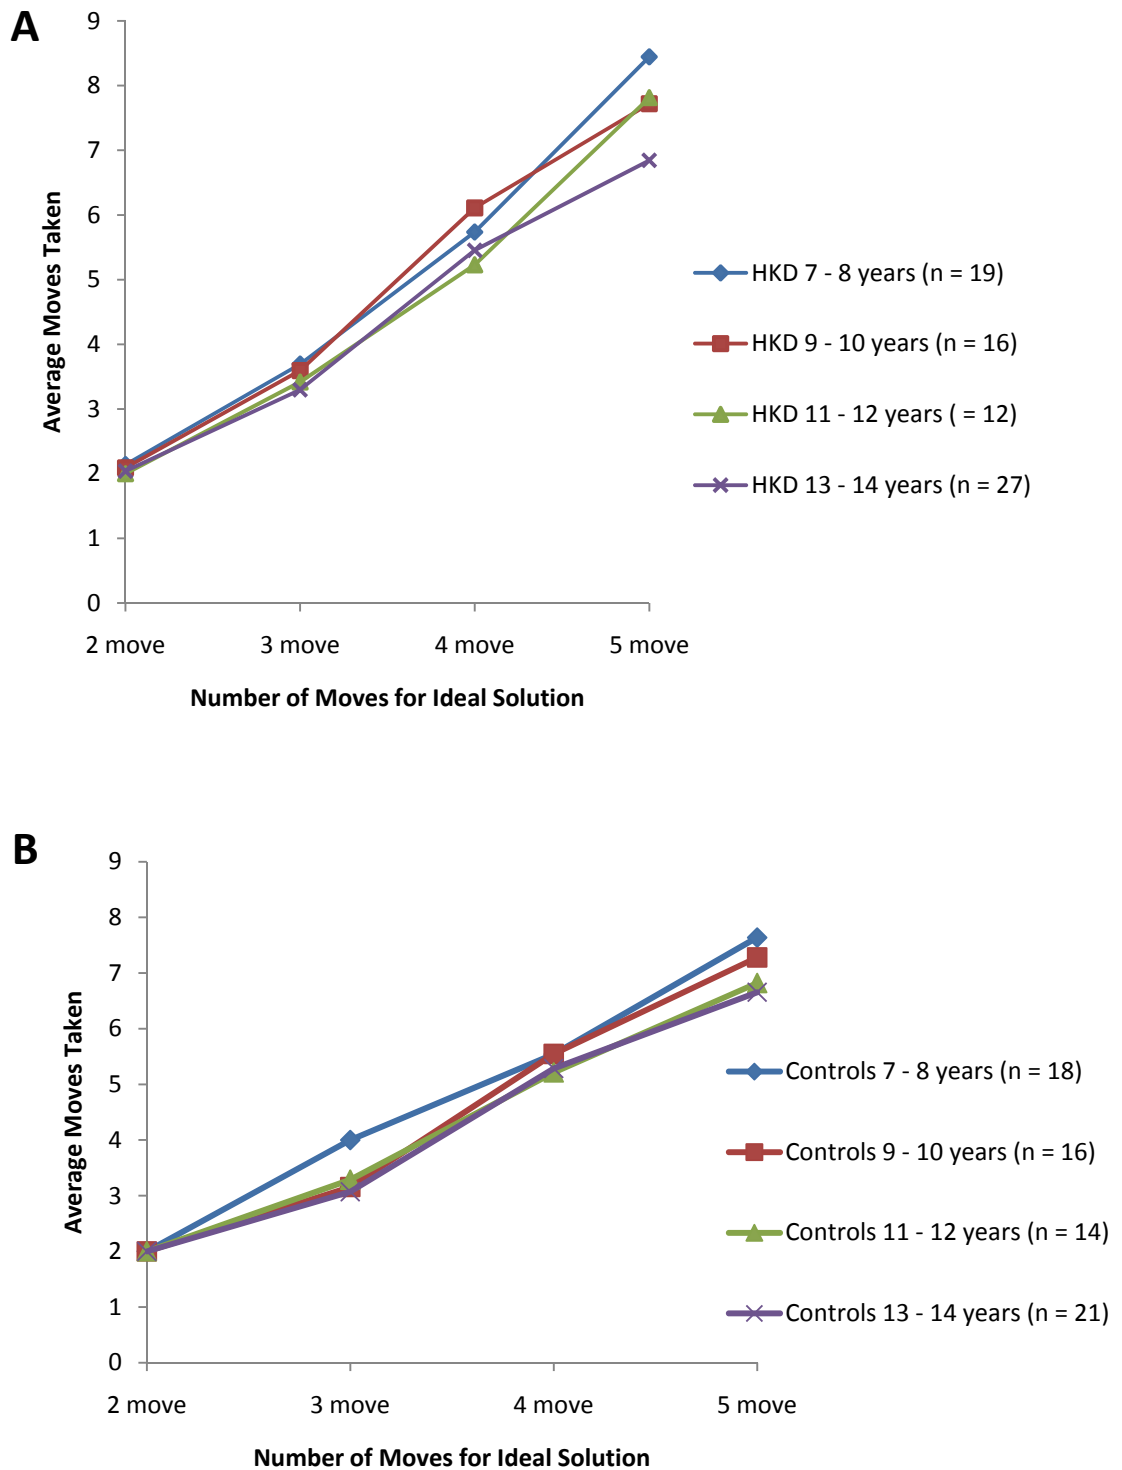 A
9
8
7
6
5
4
3
2
1
0
Average Moves Taken
2 move 3 move 4 move 5 move
Number of Moves for Ideal Solution
HKD 7 - 8 years (n = 19)
HKD 9 - 10 years (n = 16)
HKD 11 - 12 years ( = 12)
HKD 13 - 14 years (n = 27)
B
9
8
7
6
5
4
3
2
1
0
Average Moves Taken
2 move 3 move 4 move 5 move
Number of Moves for Ideal Solution
Controls 7 - 8 years (n = 18)
Controls 9 - 10 years (n = 16)
Controls 11 - 12 years (n = 14)
Controls 13 - 14 years (n = 21)